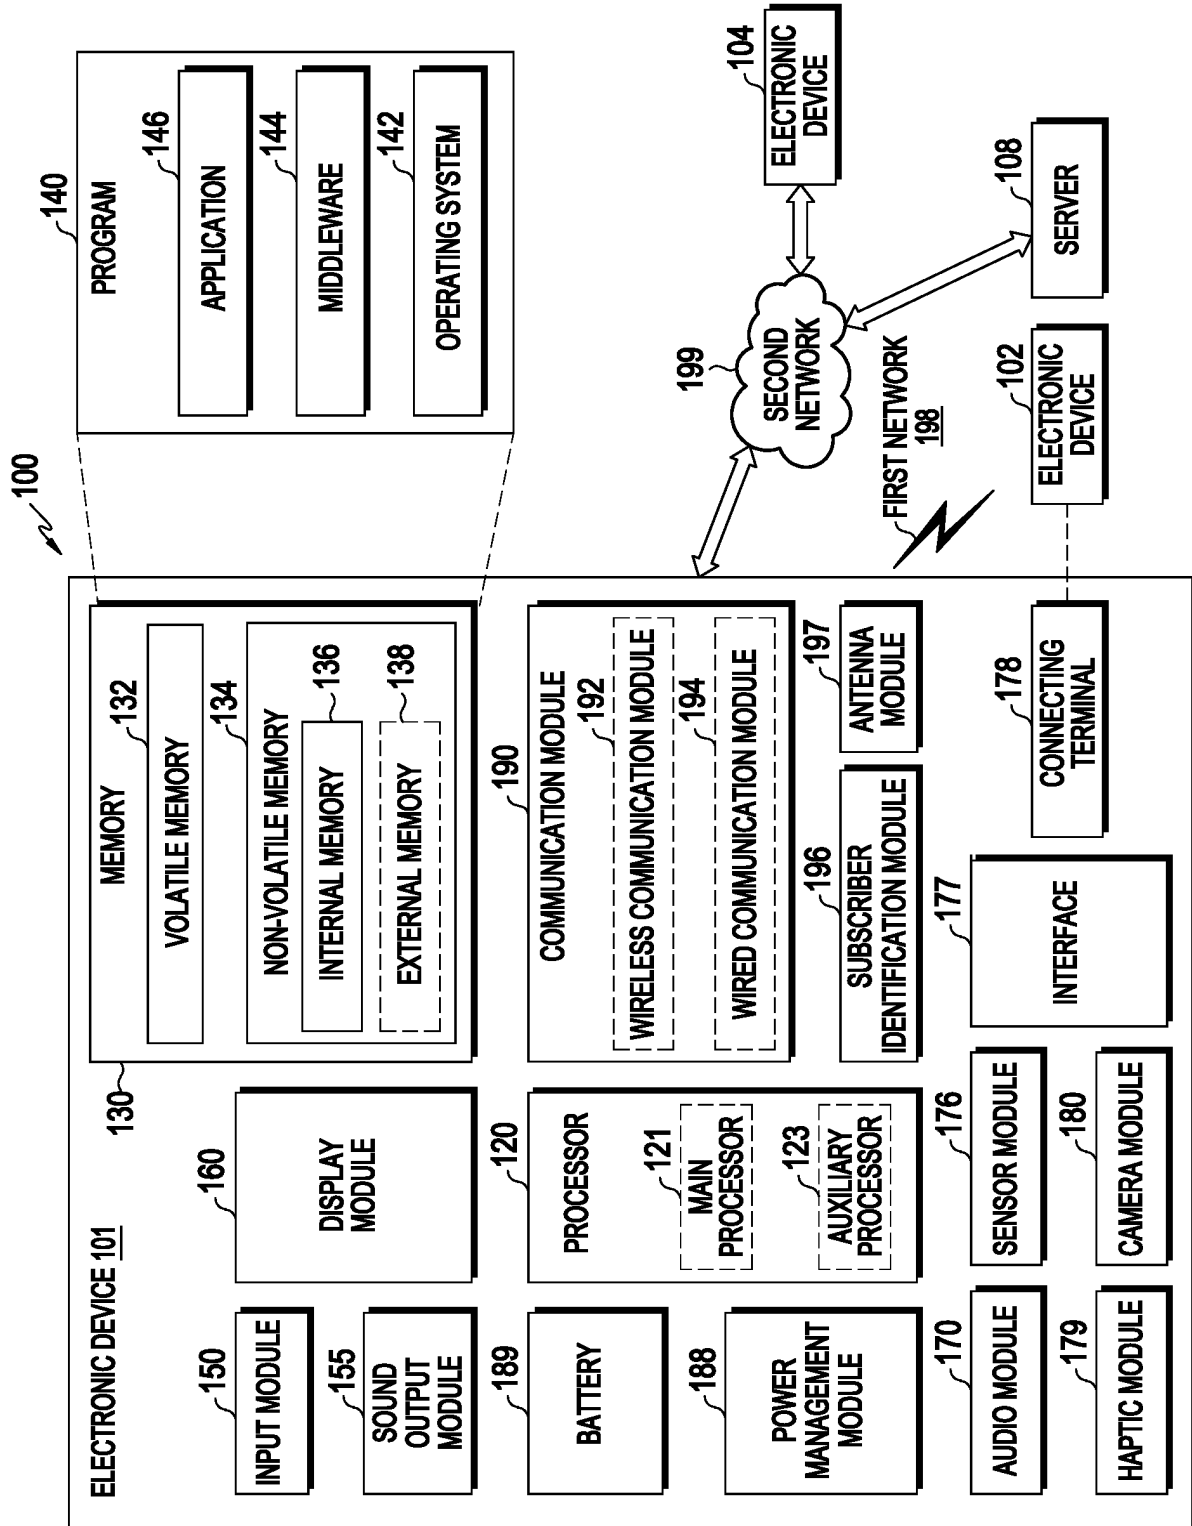 100
ELECTRONIC DEVICE 101
INPUT MODULE
150
SOUND
OUTPUT
MODULE
155
BATTERY
189
POWER
MANAGEMENT
MODULE
188
AUDIO MODULE
170
HAPTIC MODULE
179
DISPLAY
MODULE
160
PROCESSOR
120
MAIN
PROCESSOR
121
AUXILIARY
PROCESSOR
123
SENSOR MODULE
176
CAMERA MODULE
180
130
MEMORY
VOLATILE MEMORY
132
NON-VOLATILE MEMORY
134
INTERNAL MEMORY
136
EXTERNAL MEMORY
138
190
COMMUNICATION MODULE
192
WIRELESS COMMUNICATION MODULE
194
WIRED COMMUNICATION MODULE
196
SUBSCRIBER
IDENTIFICATION MODULE
197
ANTENNA
MODULE
177
INTERFACE
178
CONNECTING
TERMINAL
140
PROGRAM
146
APPLICATION
144
MIDDLEWARE
142
OPERATING SYSTEM
199
SECOND
NETWORK
FIRST NETWORK
198
104
ELECTRONIC
DEVICE
108
SERVER
102
ELECTRONIC
DEVICE